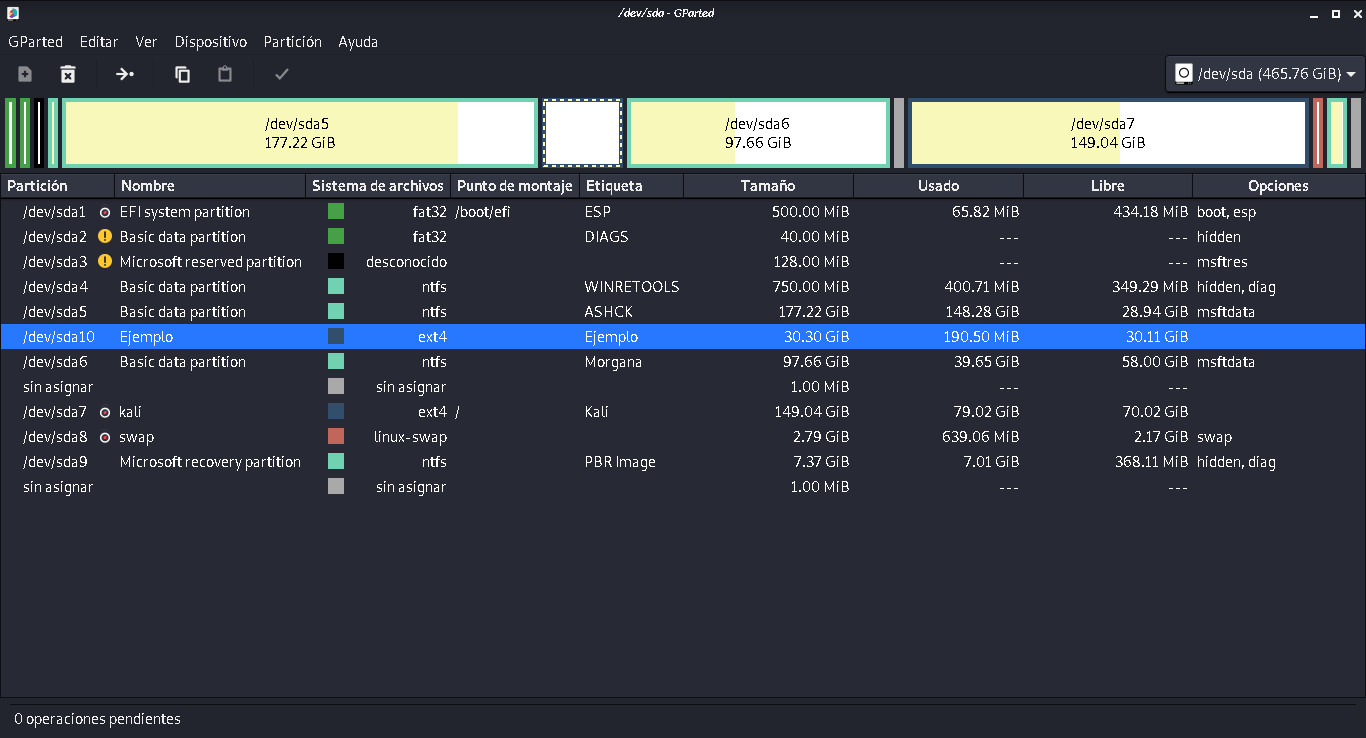 /dev/sda - GParted
GParted Editar Ver Dispositivo Partición Ayuda
/dev/sda (465.76 GiB)
/dev/sda5 /dev/sda6 /dev/sda7
177.22 GiB 97.66 GiB 149.04 GiB
Partición Nombre Sistema de archivos Punto de montaje Etiqueta Tamaño Usado Libre Opciones
/dev/sda1 EFI system partition fat32 /boot/efi ESP 500.00 MiB 65.82 MiB 434.18 MiB boot, esp
/dev/sda2 Basic data partition fat32 DIAGS 40.00 MiB --- --- hidden
/dev/sda3 Microsoft reserved partition desconocido 128.00 MiB --- --- msftres
/dev/sda4 Basic data partition ntfs WINRETOOLS 750.00 MiB 400.71 MiB 349.29 MiB hidden, diag
/dev/sda5 Basic data partition ntfs ASHCK 177.22 GiB 148.28 GiB 28.94 GiB msftdata
/dev/sda10 Ejemplo ext4 Ejemplo 30.30 GiB 190.50 MiB 30.11 GiB
/dev/sda6 Basic data partition ntfs Morgana 97.66 GiB 39.65 GiB 58.00 GiB msftdata
sin asignar sin asignar 1.00 MiB --- ---
/dev/sda7 kali ext4 / Kali 149.04 GiB 79.02 GiB 70.02 GiB
/dev/sda8 swap linux-swap 2.79 GiB 639.06 MiB 2.17 GiB swap
/dev/sda9 Microsoft recovery partition ntfs PBR Image 7.37 GiB 7.01 GiB 368.11 MiB hidden, diag
sin asignar sin asignar 1.00 MiB --- ---
0 operaciones pendientes